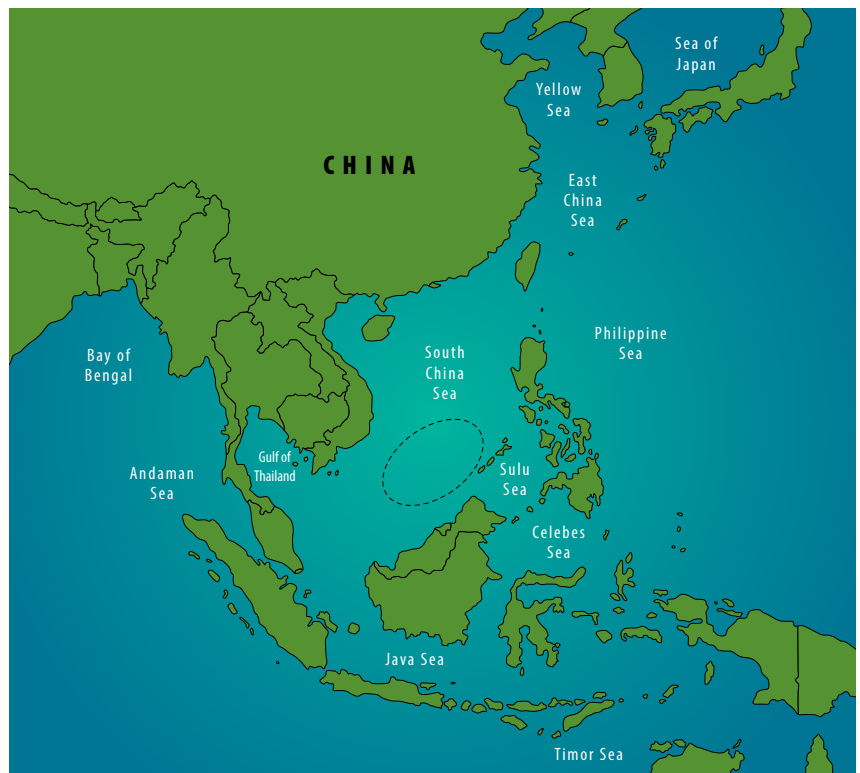 Sea of
Japan
Yellow
Sea
CHINA
East
China
Sea
Philippine
Sea
South
China
Sea
Bay of
Bengal
Gulf of
Thailand
Andaman
Sea
Sulu
Sea
Celebes
Sea
Java Sea
Timor Sea